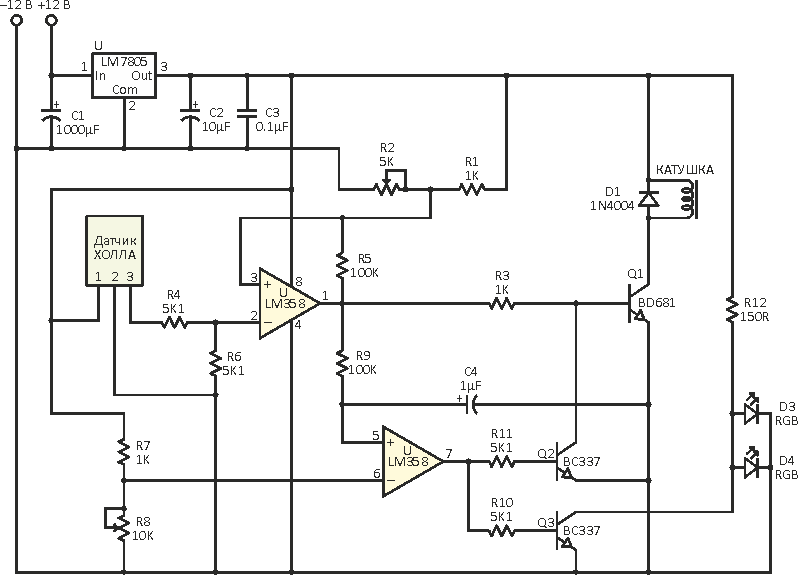 –12 В +12 В
U
LM7805
1 In Out 3
Com
2
C1
1000µF
C2
10µF
C3
0.1µF
R2
5K
R1
1K
КАТУШКА
D1
1N4004
Датчик
ХОЛЛА
1 2 3
R4
5K1
R6
5K1
R5
100K
3 + 8
U
LM358
1
2 – 4
R3
1K
Q1
BD681
R12
150R
R9
100K
C4
1µF
R7
1K
R8
10K
5 +
U
LM358
7
6 –
R11
5K1
Q2
BC337
R10
5K1
Q3
BC337
D3
RGB
D4
RGB
+
+
+